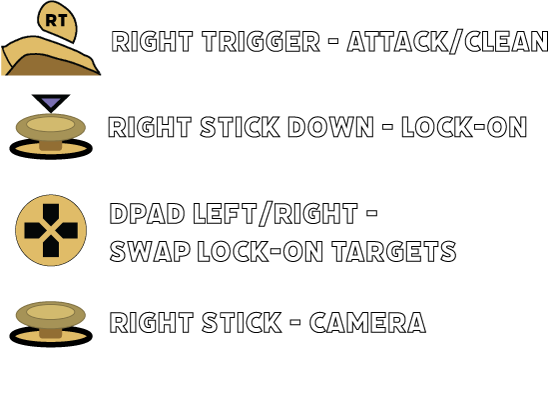 RT
RIGHT TRIGGER - ATTACK/CLEAN
RIGHT STICK DOWN - LOCK-ON
DPAD LEFT/RIGHT -
SWAP LOCK-ON TARGETS
RIGHT STICK - CAMERA